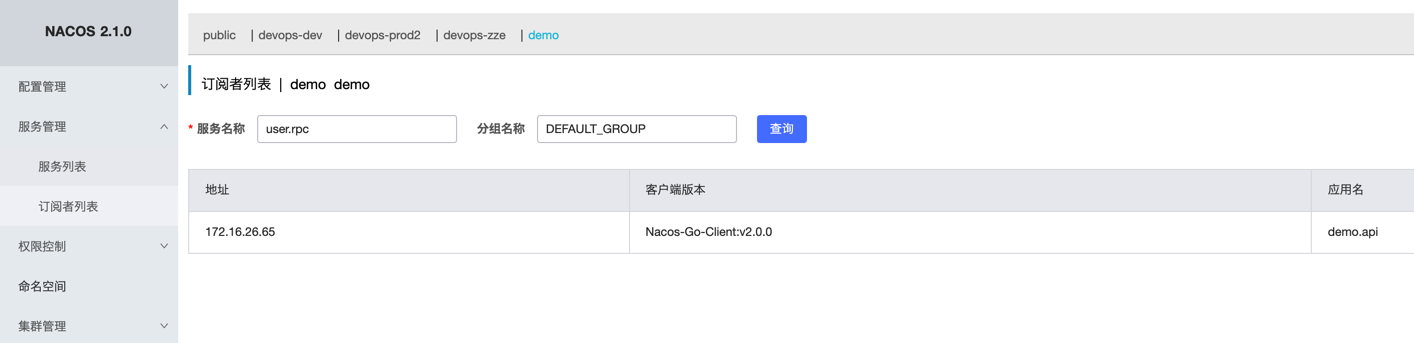 NACOS 2.1.0
配置管理
服务管理
服务列表
订阅者列表
权限控制
命名空间
集群管理
public | devops-dev | devops-prod2 | devops-zze | demo
订阅者列表 | demo demo
* 服务名称 user.rpc 分组名称 DEFAULT_GROUP 查询
地址 客户端版本 应用名
172.16.26.65 Nacos-Go-Client:v2.0.0 demo.api